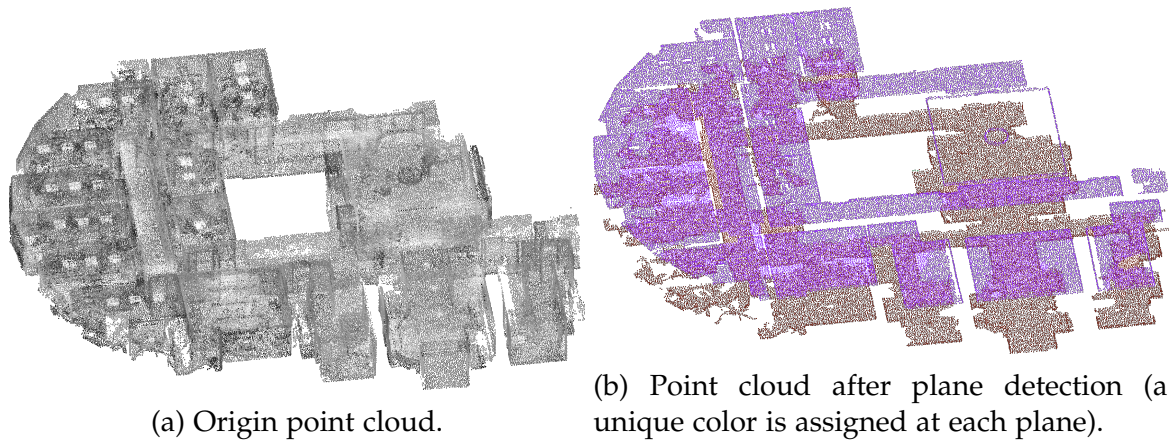 (a) Origin point cloud.
(b) Point cloud after plane detection (a
unique color is assigned at each plane).